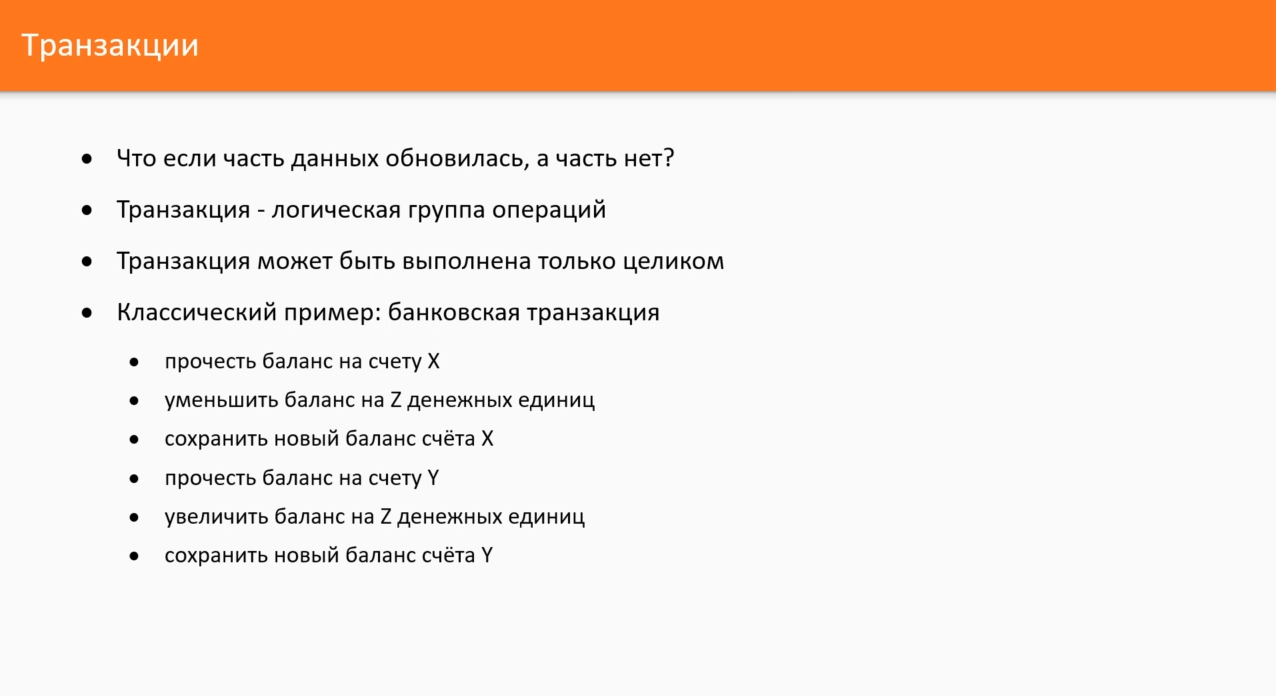 Транзакции
● Что если часть данных обновилась, а часть нет?
● Транзакция - логическая группа операций
● Транзакция может быть выполнена только целиком
● Классический пример: банковская транзакция
● прочесть баланс на счету X
● уменьшить баланс на Z денежных единиц
● сохранить новый баланс счёта X
● прочесть баланс на счету Y
● увеличить баланс на Z денежных единиц
● сохранить новый баланс счёта Y